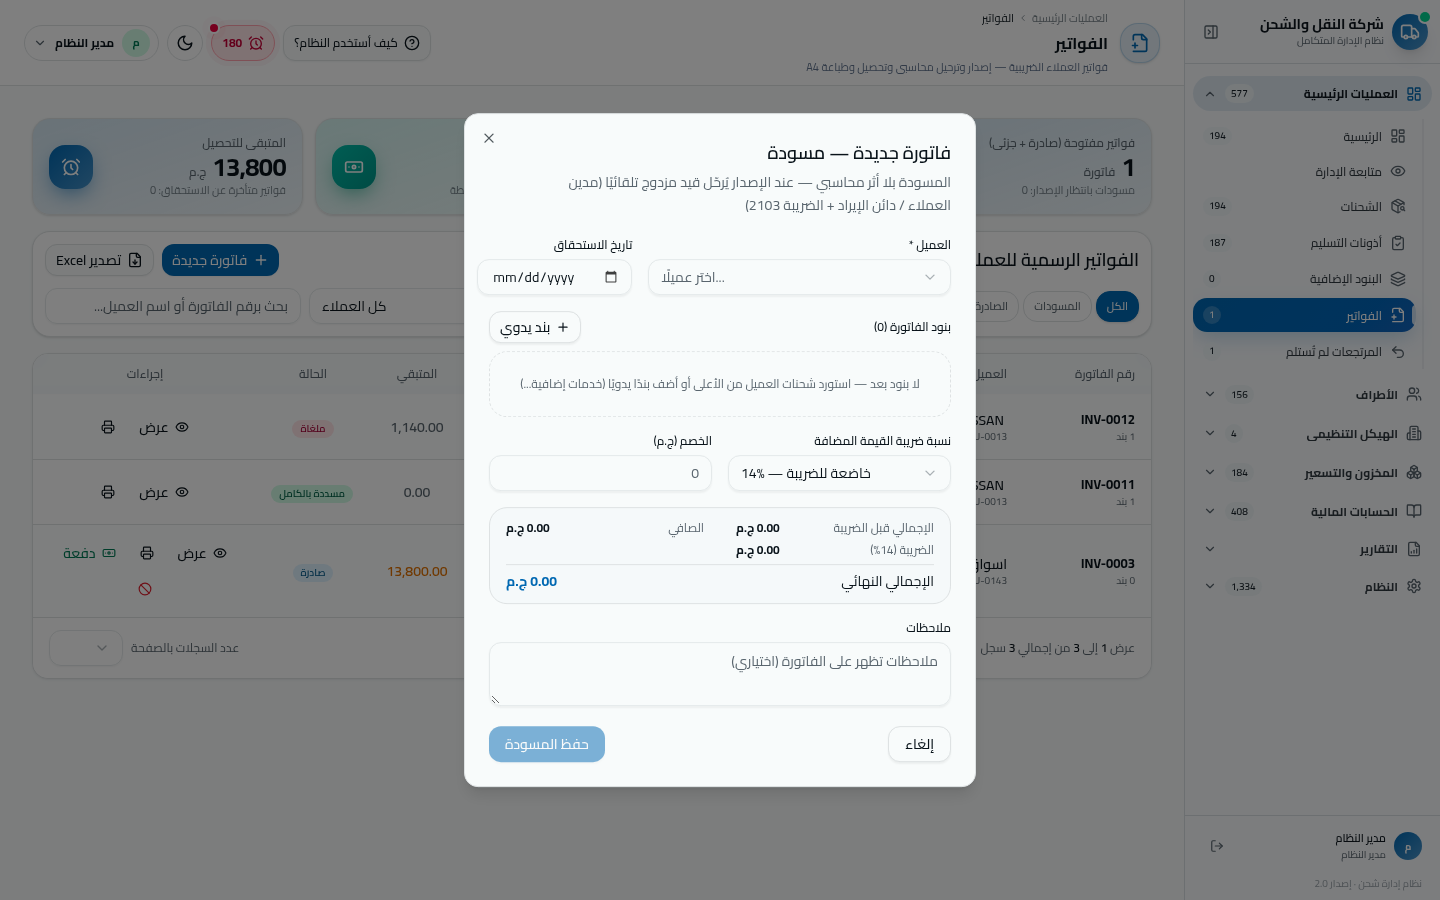 شركة النقل والشحن
نظام الإدارة المتكامل
العمليات الرئيسية
577
الرئيسية
194
متابعة الإدارة
الشحنات
194
أذونات التسليم
187
البنود الإضافية
0
الفواتير
1
المرتجعات لم تُستلم
1
الأطراف
156
الهيكل التنظيمي
4
المخزون والتسعير
184
الحسابات المالية
408
التقارير
النظام
1,334
مدير النظام
مدير النظام
م
نظام إدارة شحن · إصدار 2.0
العمليات الرئيسية
الفواتير
الفواتير
فواتير العملاء الضريبية — إصدار وترحيل محاسبي وتحصيل وطباعة A4
كيف أستخدم النظام؟
180
م
مدير النظام
فواتير مفتوحة (صادرة + جزئي)
1 فاتورة
مسودات بانتظار الإصدار: 0
المتبقي للتحصيل
13,800 ج.م
فواتير متأخرة عن الاستحقاق: 0
الفواتير الرسمية للعملا
فاتورة جديدة
تصدير Excel
الكل
المسودات
الصادرة
كل العملاء
بحث برقم الفاتورة أو اسم العميل...
رقم الفاتورة
العميل
المتبقي
الحالة
إجراءات
INV-0012
1 بند
SSAN
U-0013
1,140.00
ملغاة
عرض
INV-0011
1 بند
SSAN
U-0013
0.00
مسددة بالكامل
عرض
INV-0003
0 بند
اسواق
U-0143
13,800.00
صادرة
عرض
دفعة
عرض 1 إلى 3 من إجمالي 3 سجل
عدد السجلات بالصفحة
فاتورة جديدة — مسودة
المسودة بلا أثر محاسبي — عند الإصدار يُرحّل قيد مزدوج تلقائيًا (مدين
العملاء / دائن الإيراد + الضريبة 2103)
العميل *
اختر عميلًا...
تاريخ الاستحقاق
mm/dd/yyyy
بنود الفاتورة (0)
بند يدوي
لا بنود بعد — استورد شحنات العميل من الأعلى أو أضف بندًا يدويًا (خدمات إضافية...)
نسبة ضريبة القيمة المضافة
خاضعة للضريبة — 14%
الخصم (ج.م)
0
الإجمالي قبل الضريبة
0.00 ج.م
الصافي
0.00 ج.م
الضريبة (14%)
0.00 ج.م
الإجمالي النهائي
0.00 ج.م
ملاحظات
ملاحظات تظهر على الفاتورة (اختياري)
إلغاء
حفظ المسودة